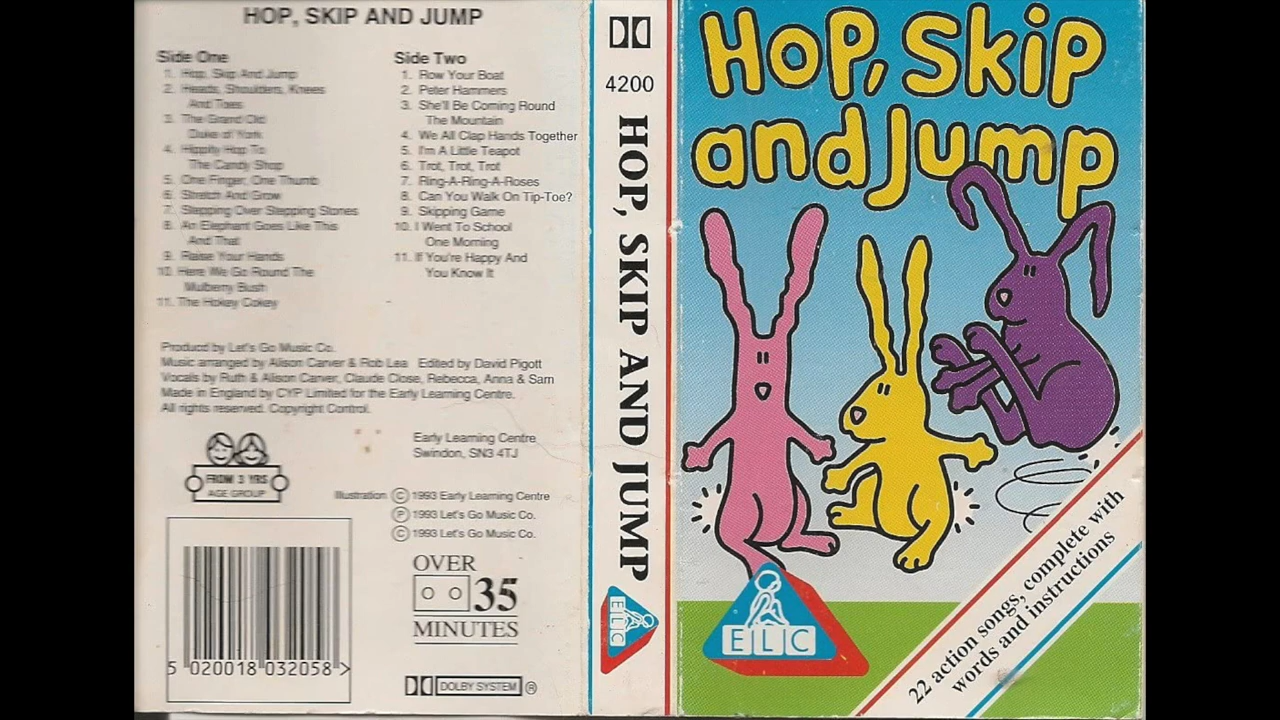 HOP, SKIP AND JUMP
Side One
1. Hop, Skip And Jump
2. Heads, Shoulders, Knees
And Toes
3. The Grand Old
Duke of York
4. Hippity Hop To
The Candy Shop
5. One Finger, One Thumb
6. Stretch And Grow
7. Stepping Over Stepping Stones
8. An Elephant Goes Like This
And That
9. Raise Your Hands
10. Here We Go Round The
Mulberry Bush
11. The Hokey Cokey
Side Two
1. Row Your Boat
2. Peter Hammers
3. She'll Be Coming Round
The Mountain
4. We All Clap Hands Together
5. I'm A Little Teapot
6. Trot, Trot, Trot
7. Ring-A-Ring-A-Roses
8. Can You Walk On Tip-Toe?
9. Skipping Game
10. I Went To School
One Morning
11. If You're Happy And
You Know It
Produced by Let's Go Music Co.
Music arranged by Alison Carver & Rob Lea Edited by David Pigott
Vocals by Ruth & Alison Carver, Claude Close, Rebecca, Anna & Sam
Made in England by CYP Limited for the Early Learning Centre.
All rights reserved. Copyright Control.
FROM 3 YRS
AGE GROUP
Early Learning Centre
Swindon, SN3 4TJ
Illustration © 1993 Early Learning Centre
℗ 1993 Let's Go Music Co.
© 1993 Let's Go Music Co.
OVER
35
MINUTES
5 020018 032058 >
DOLBY SYSTEM ®
4200
HOP, SKIP AND JUMP
ELC
Hop, Skip
and Jump
ELC
22 action songs, complete with
words and instructions